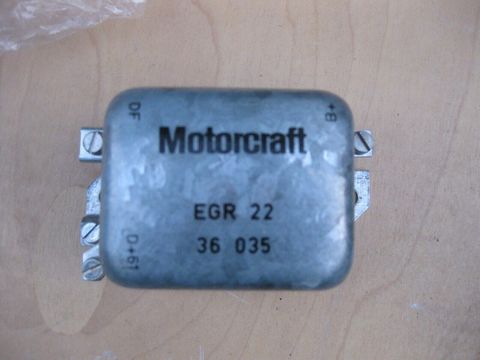 DF
B+
Motorcraft
EGR 22
36 035
D+61